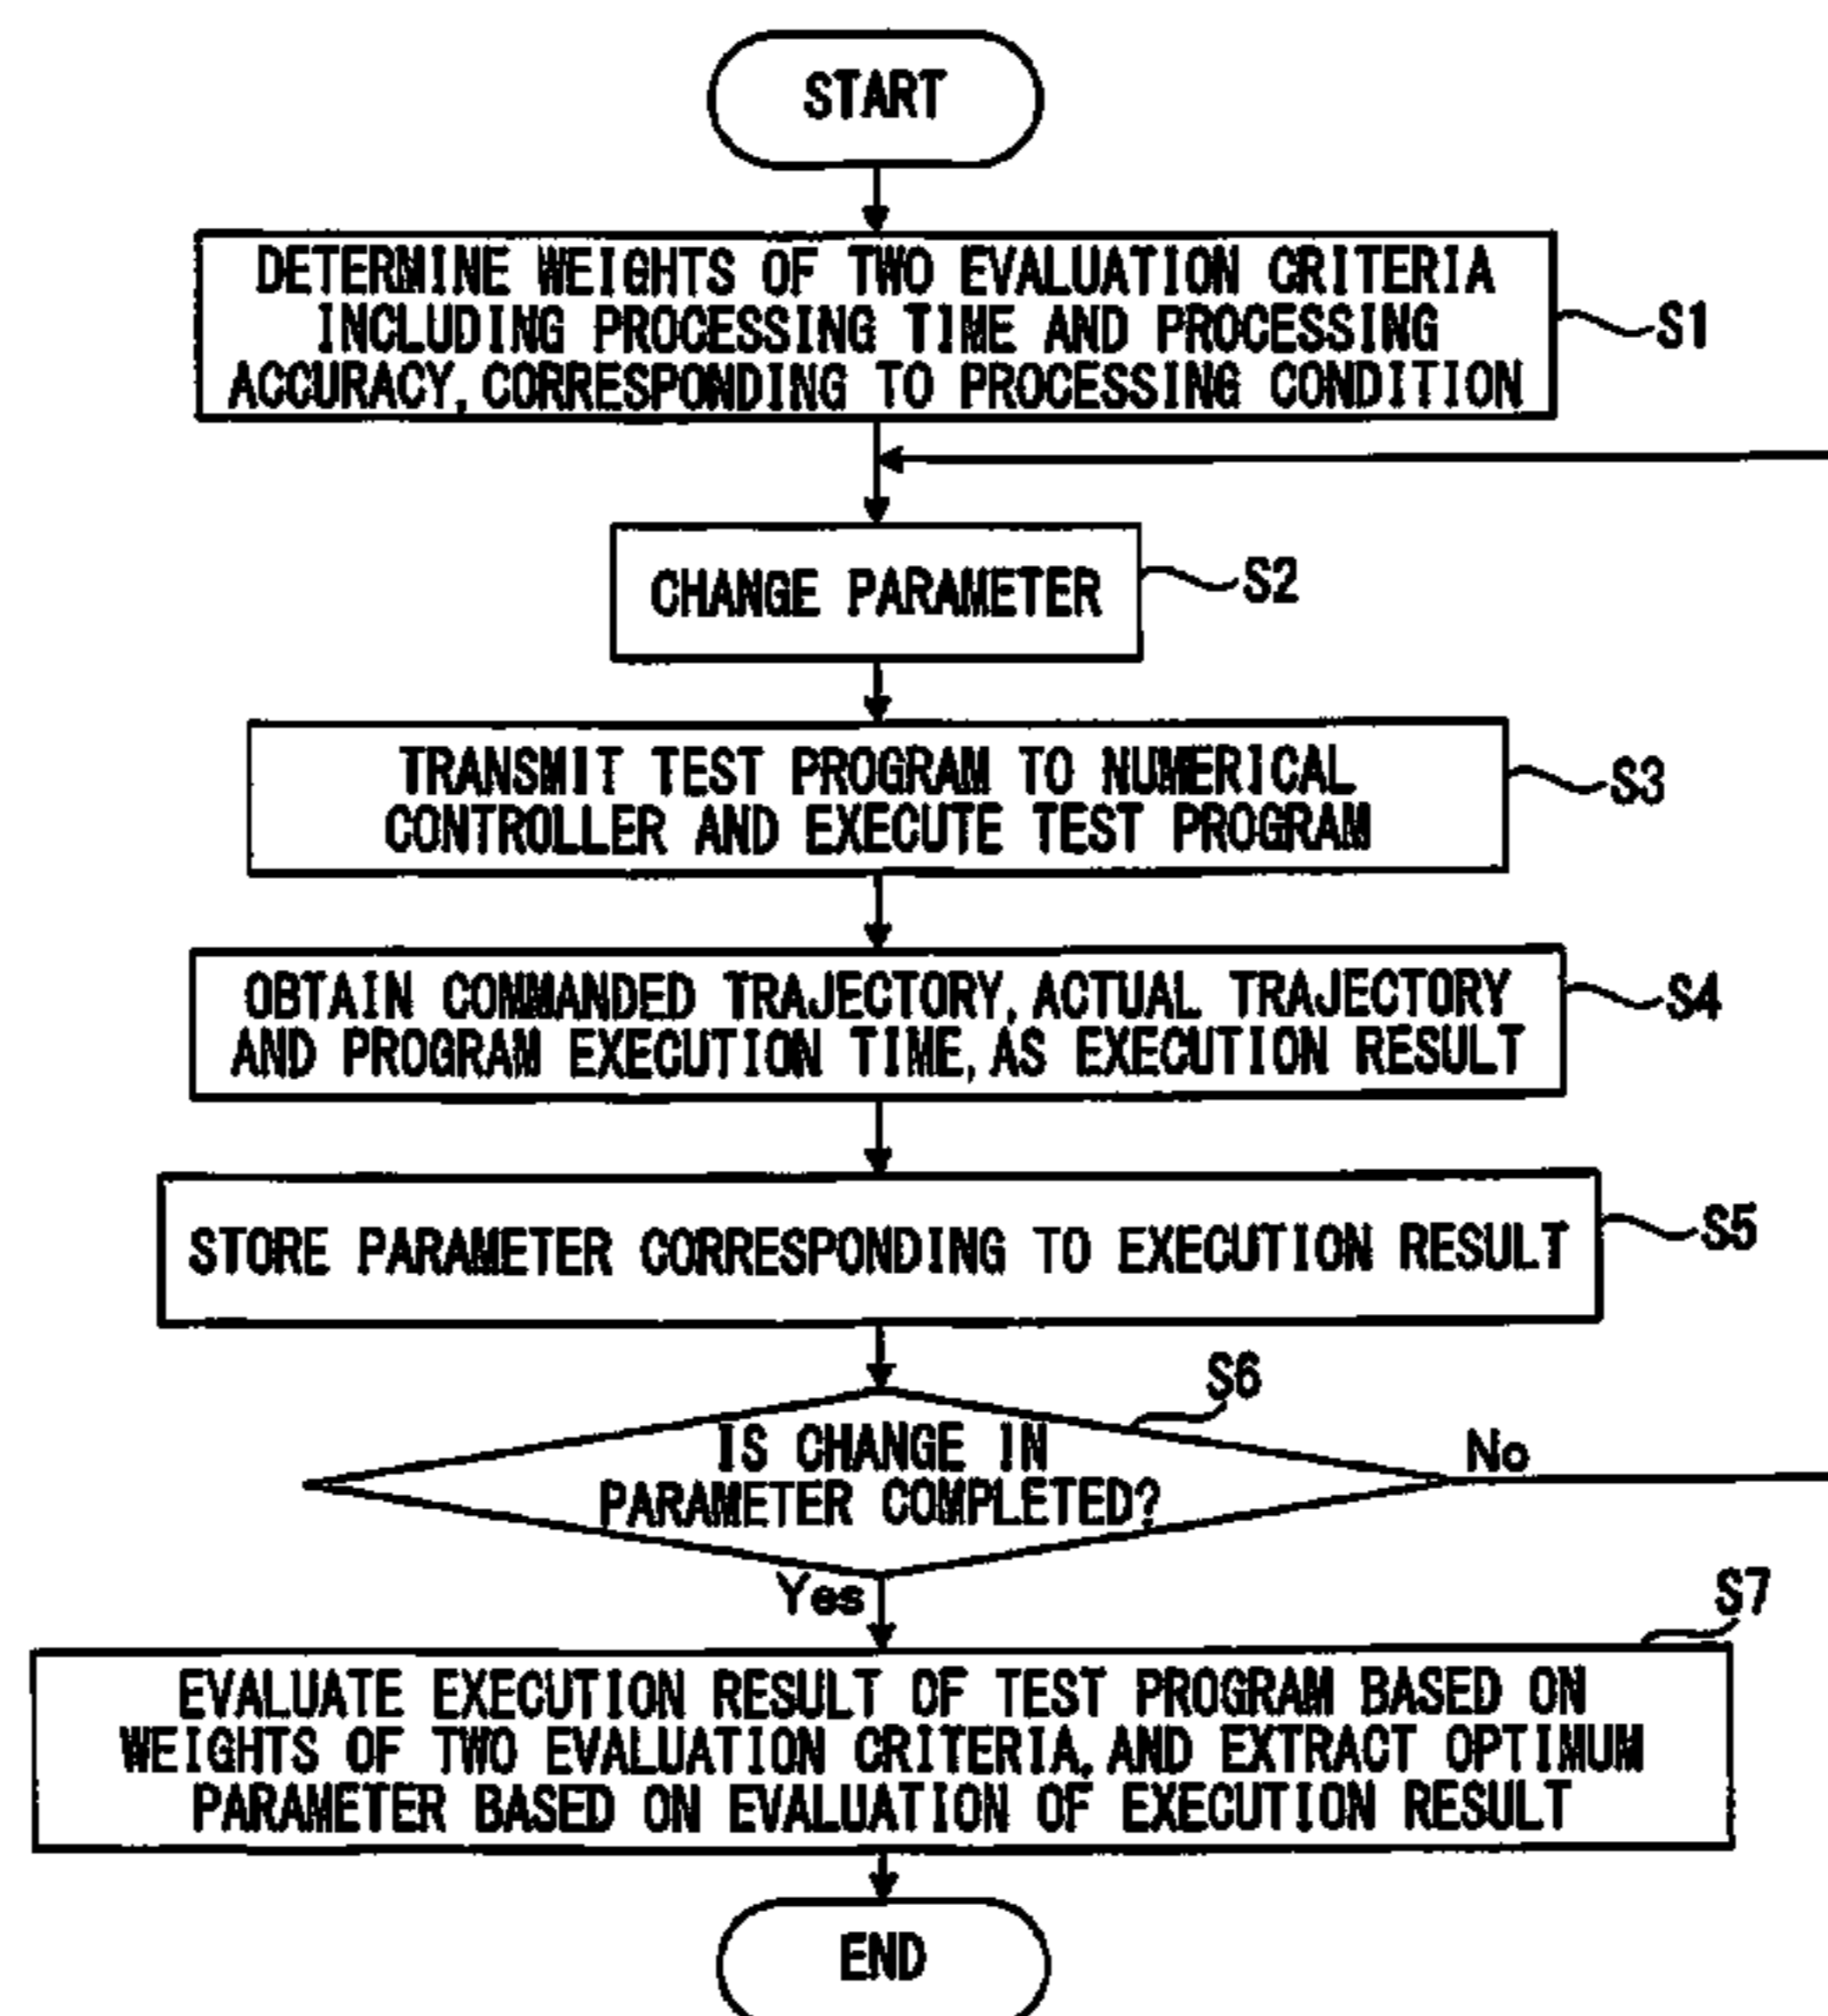 START
DETERMINE WEIGHTS OF TWO EVALUATION CRITERIA
INCLUDING PROCESSING TIME AND PROCESSING
ACCURACY, CORRESPONDING TO PROCESSING CONDITION
S1
CHANGE PARAMETER
S2
TRANSMIT TEST PROGRAM TO NUMERICAL
CONTROLLER AND EXECUTE TEST PROGRAM
S3
OBTAIN COMMANDED TRAJECTORY, ACTUAL TRAJECTORY
AND PROGRAM EXECUTION TIME, AS EXECUTION RESULT
S4
STORE PARAMETER CORRESPONDING TO EXECUTION RESULT
S5
S6
IS CHANGE IN
PARAMETER COMPLETED?
No
Yes
S7
EVALUATE EXECUTION RESULT OF TEST PROGRAM BASED ON
WEIGHTS OF TWO EVALUATION CRITERIA, AND EXTRACT OPTIMUM
PARAMETER BASED ON EVALUATION OF EXECUTION RESULT
END